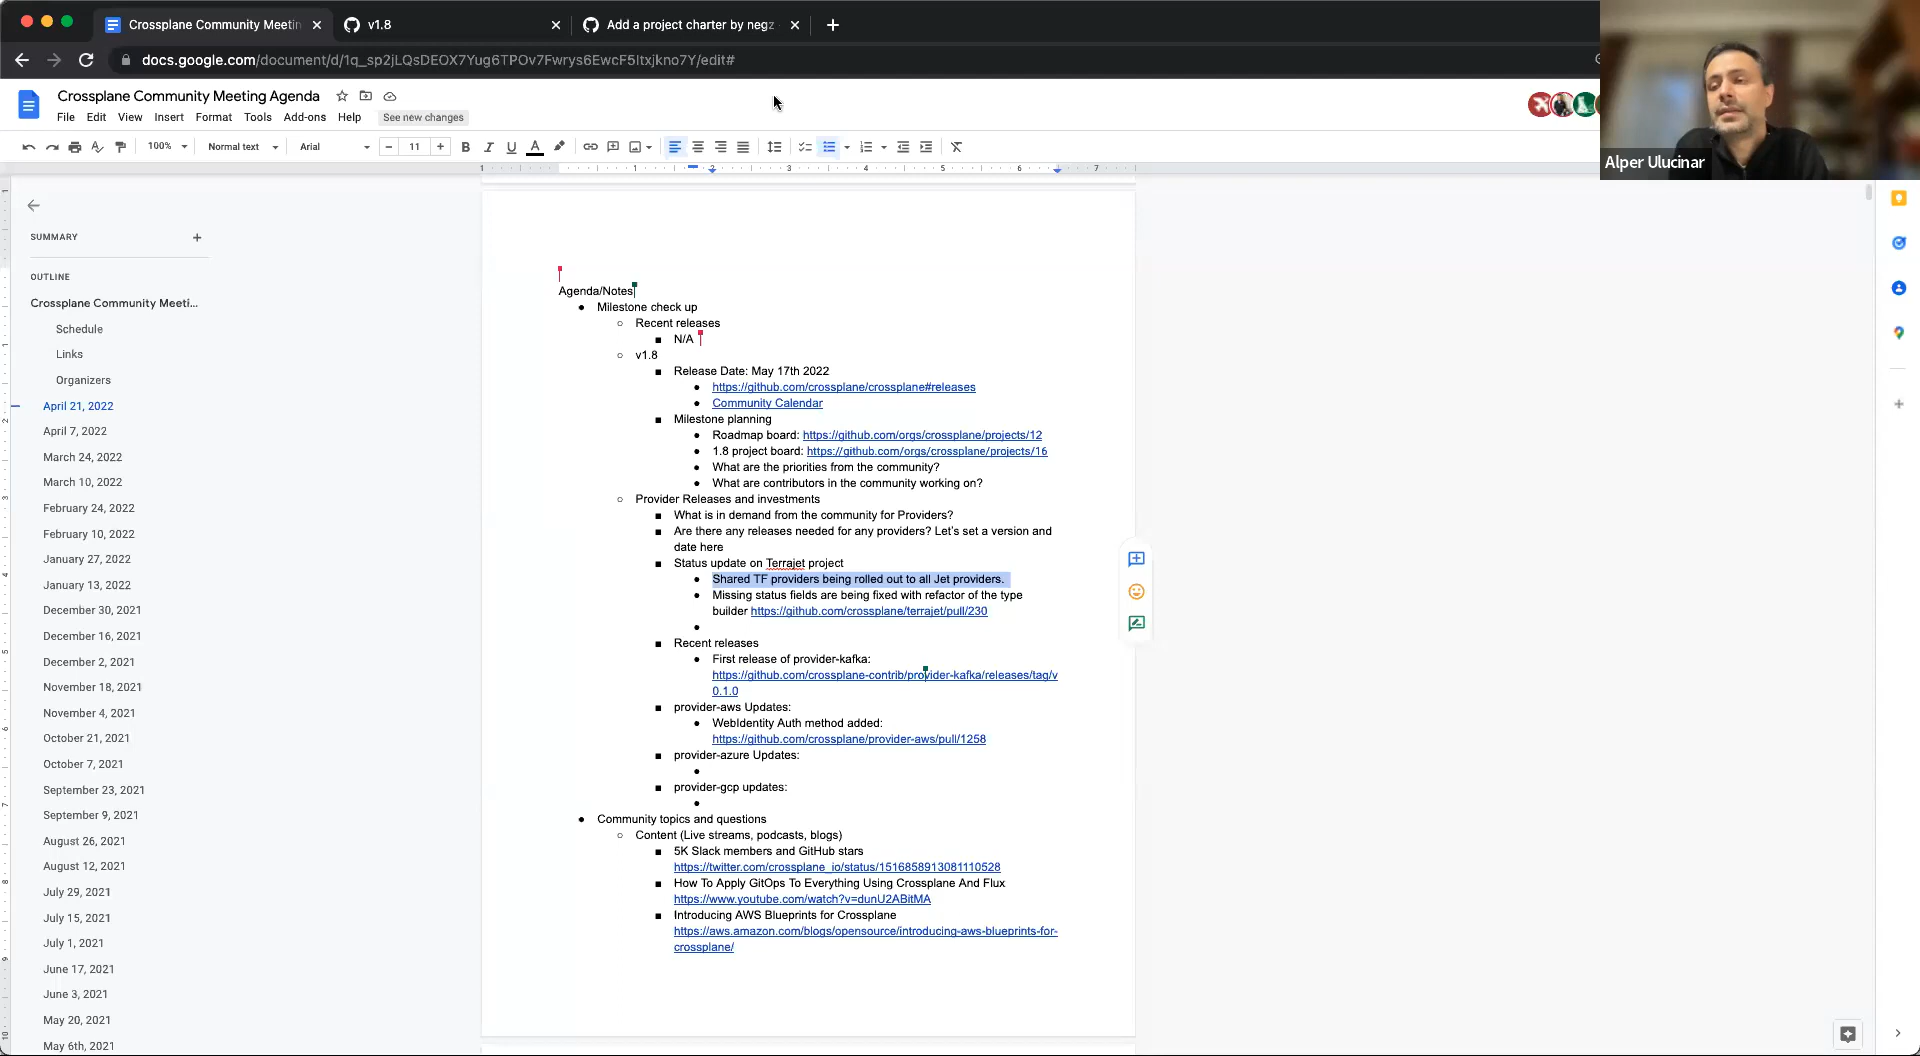 Crossplane Community Meetin
v1.8
Add a project charter by negz
docs.google.com/document/d/1q_sp2jLQsDEOX7Yug6TPOv7Fwrys6EwcF5ltxjkno7Y/edit#
Crossplane Community Meeting Agenda
File Edit View Insert Format Tools Add-ons Help See new changes
100% Normal text Arial 11
Alper Ulucinar
SUMMARY
OUTLINE
Crossplane Community Meeti...
Schedule
Links
Organizers
April 21, 2022
April 7, 2022
March 24, 2022
March 10, 2022
February 24, 2022
February 10, 2022
January 27, 2022
January 13, 2022
December 30, 2021
December 16, 2021
December 2, 2021
November 18, 2021
November 4, 2021
October 21, 2021
October 7, 2021
September 23, 2021
September 9, 2021
August 26, 2021
August 12, 2021
July 29, 2021
July 15, 2021
July 1, 2021
June 17, 2021
June 3, 2021
May 20, 2021
May 6th, 2021
Agenda/Notes
Milestone check up
Recent releases
N/A
v1.8
Release Date: May 17th 2022
https://github.com/crossplane/crossplane#releases
Community Calendar
Milestone planning
Roadmap board: https://github.com/orgs/crossplane/projects/12
1.8 project board: https://github.com/orgs/crossplane/projects/16
What are the priorities from the community?
What are contributors in the community working on?
Provider Releases and investments
What is in demand from the community for Providers?
Are there any releases needed for any providers? Let's set a version and
date here
Status update on Terrajet project
Shared TF providers being rolled out to all Jet providers.
Missing status fields are being fixed with refactor of the type
builder https://github.com/crossplane/terrajet/pull/230
Recent releases
First release of provider-kafka:
https://github.com/crossplane-contrib/provider-kafka/releases/tag/v
0.1.0
provider-aws Updates:
WebIdentity Auth method added:
https://github.com/crossplane/provider-aws/pull/1258
provider-azure Updates:
provider-gcp updates:
Community topics and questions
Content (Live streams, podcasts, blogs)
5K Slack members and GitHub stars
https://twitter.com/crossplane_io/status/1516858913081110528
How To Apply GitOps To Everything Using Crossplane And Flux
https://www.youtube.com/watch?v=dunU2ABitMA
Introducing AWS Blueprints for Crossplane
https://aws.amazon.com/blogs/opensource/introducing-aws-blueprints-for-
crossplane/